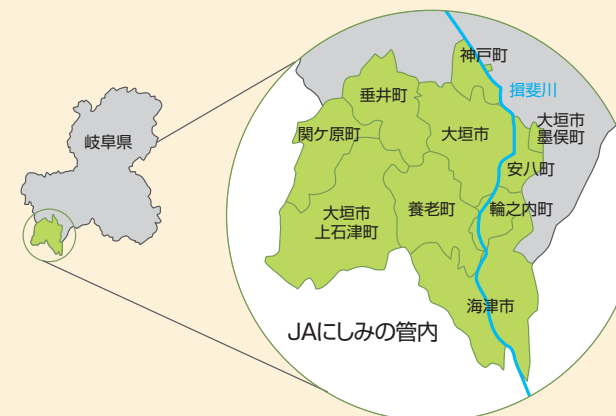 岐阜県
神戸町
揖斐川
垂井町
大垣市
墨俣町
関ケ原町
大垣市
安八町
大垣市
上石津町
養老町
輪之内町
海津市
JAにしみの管内